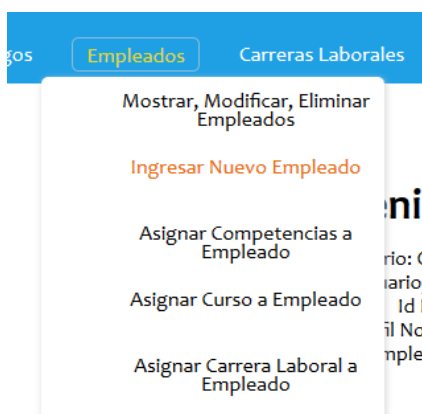 Empleados
Carreras Laborales
Mostrar, Modificar, Eliminar
Empleados
Ingresar Nuevo Empleado
Asignar Competencias a
Empleado
Asignar Curso a Empleado
Id
Asignar Carrera Laboral a
Empleado